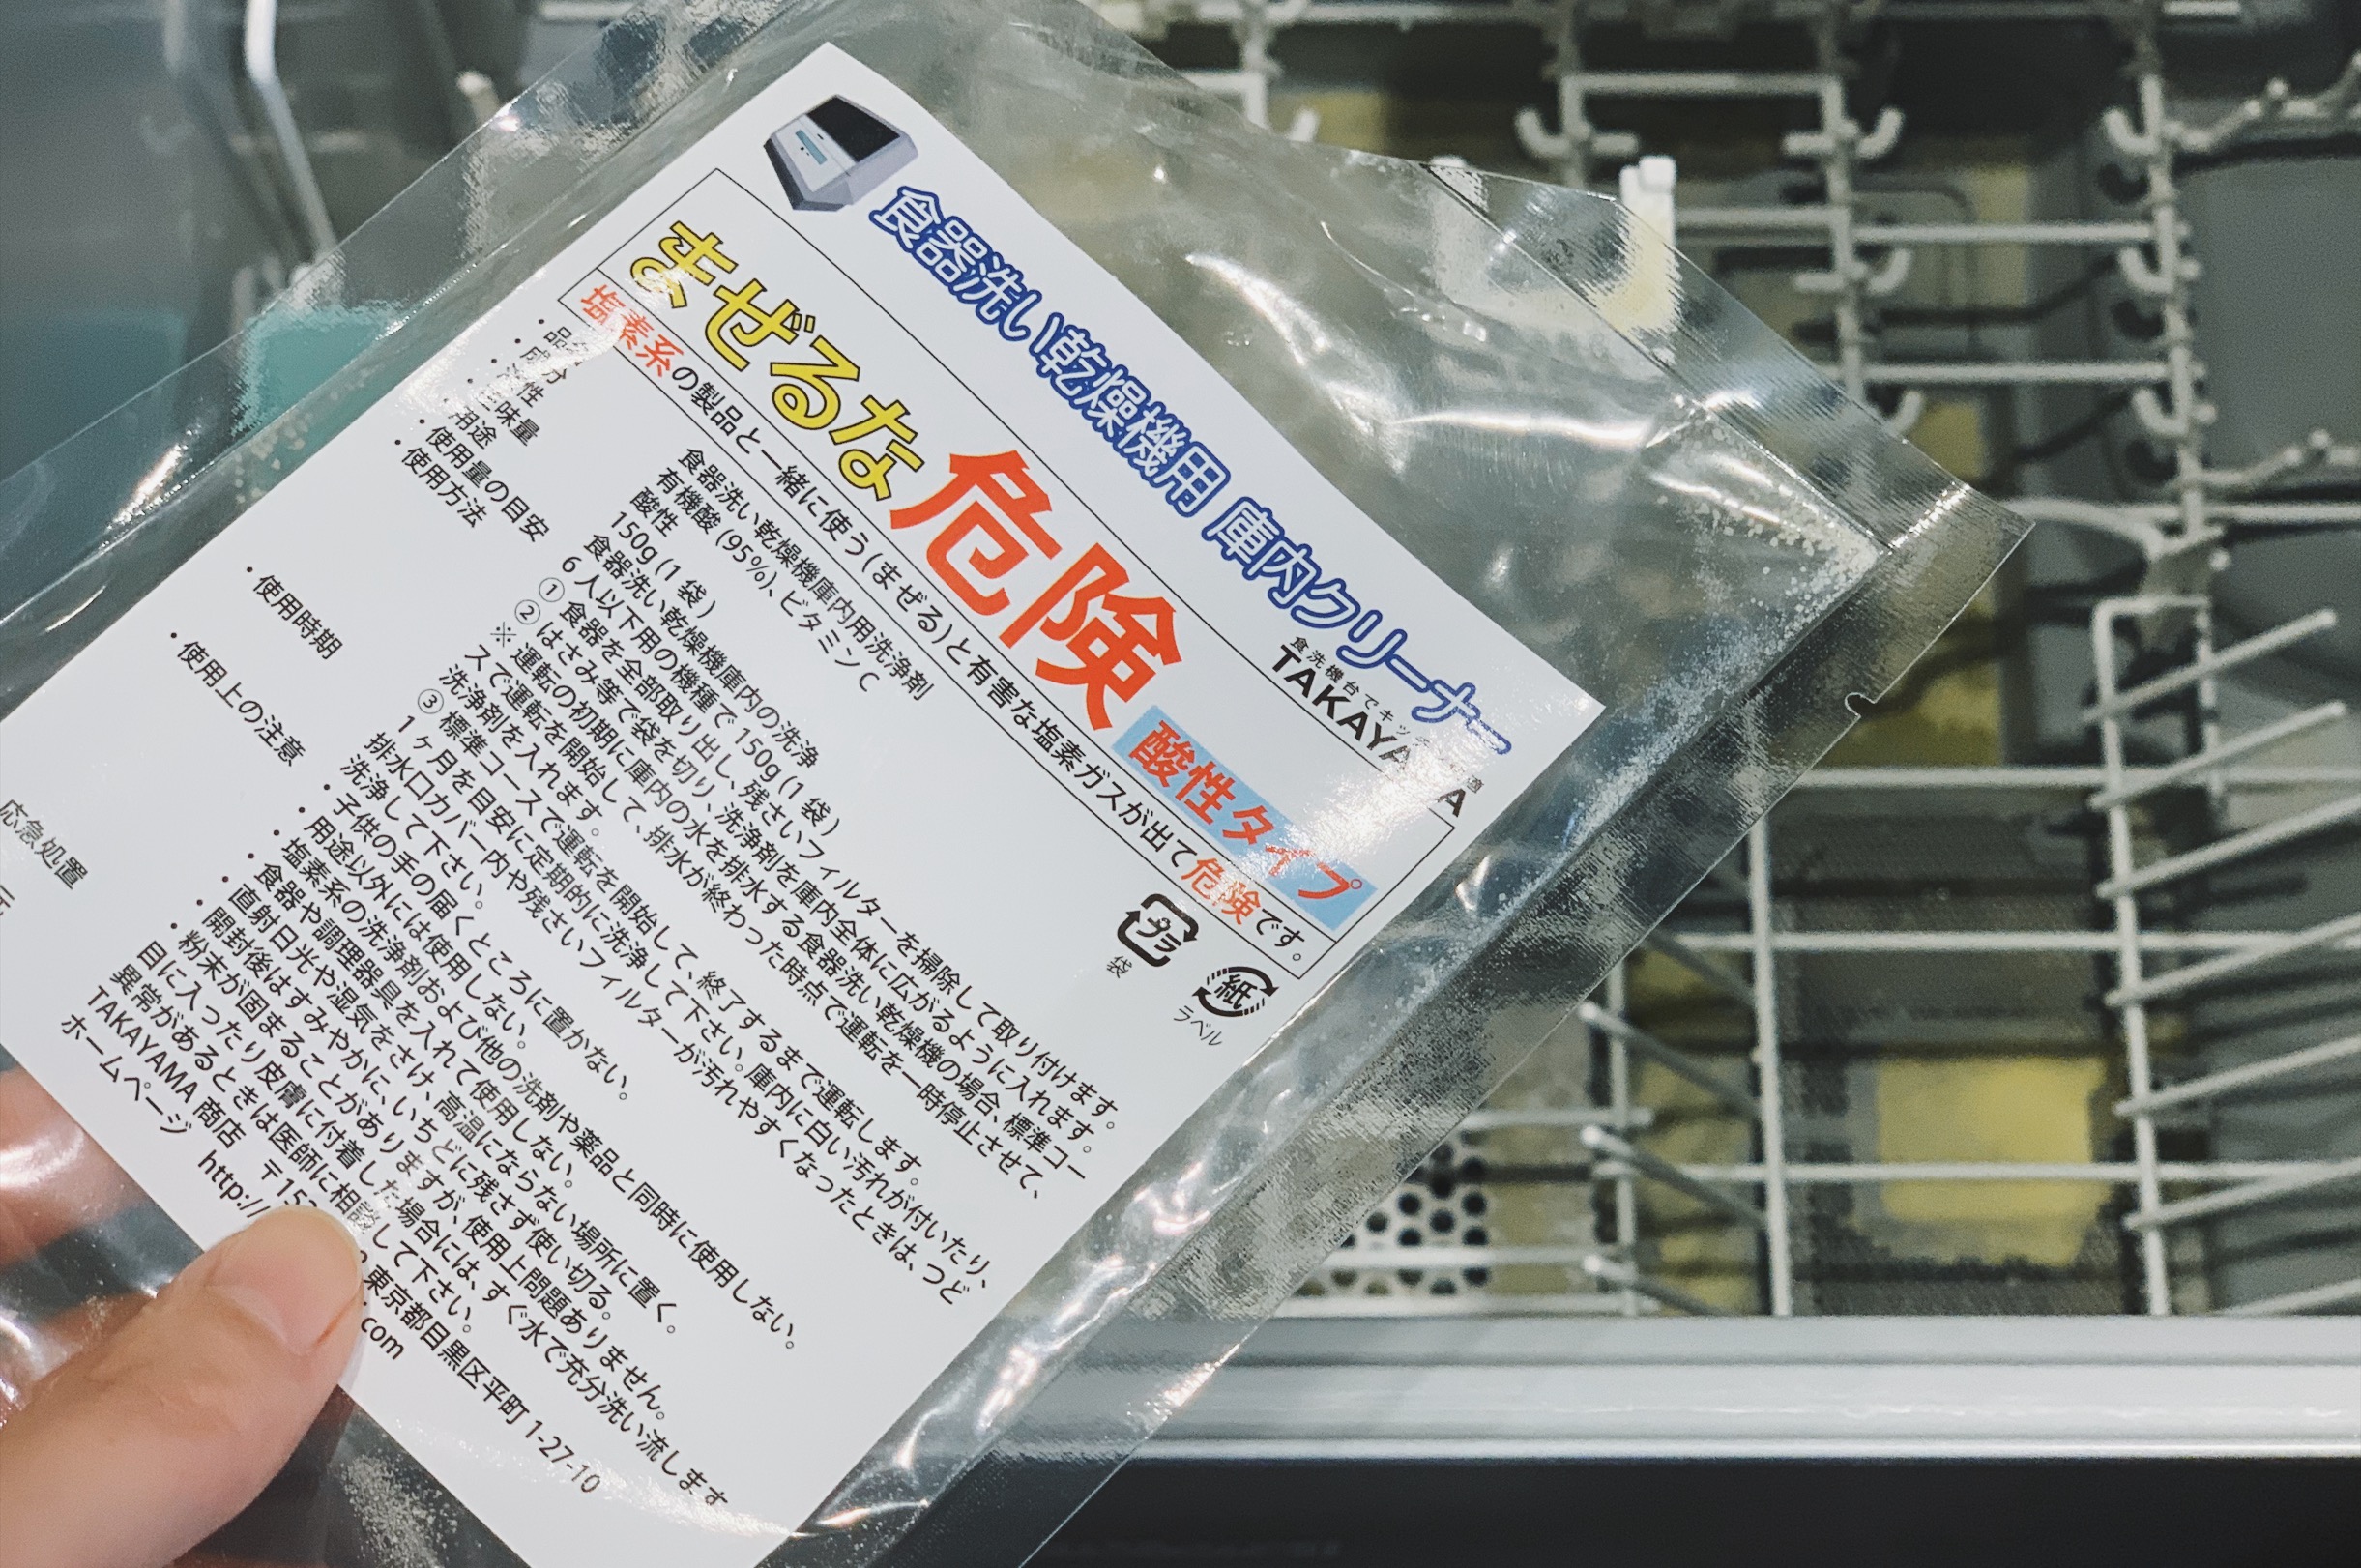 食器洗い乾燥機用 庫内クリーナー
食洗機台でキッ
TAKAYA
まぜるな危険 酸性タイプ
塩素系の製品と一緒に使う(まぜる)と有害な塩素ガスが出て危険です。
・品名 食器洗い乾燥機庫内用洗浄剤
・成分 有機酸(95%)、ビタミンC
性 酸性
味量 150g(1袋)
・用途 食器洗い乾燥機庫内の洗浄
・使用量の目安 6人以下用の機種で150g(1袋)
・使用方法 ①食器を全部取り出し、残さいフィルターを掃除して取り付けます。
②はさみ等で袋を切り、洗浄剤を庫内全体に広がるように入れます。
※運転の初期に庫内の水を排水する食器洗い乾燥機の場合、標準コー
スで運転を開始して、排水が終わった時点で運転を一時停止させて、
洗浄剤を入れます。
③標準コースで運転を開始して、終了するまで運転します。
・使用時期 1ヶ月を目安に定期的に洗浄して下さい。庫内に白い汚れが付いたり、
排水口カバー内や残さいフィルターが汚れやすくなったときは、つど
洗浄して下さい。
・使用上の注意 ・子供の手の届くところに置かない。
・用途以外には使用しない。
・塩素系の洗浄剤および他の洗剤や薬品と同時に使用しない。
・食器や調理器具を入れて使用しない。
・直射日光や湿気をさけ、高温にならない場所に置く。
・開封後はすみやかに、いちどに残さず使い切る。
・粉末が固まることがありますが、使用上問題ありません。
応急処置 目に入ったり皮膚に付着した場合には、すぐ水で充分洗い流します
異常があるときは医師に相談して下さい。
TAKAYAMA商店 〒152 東京都目黒区平町1-27-10
ホームページ http:// .com
プラ
袋
紙
ラベル